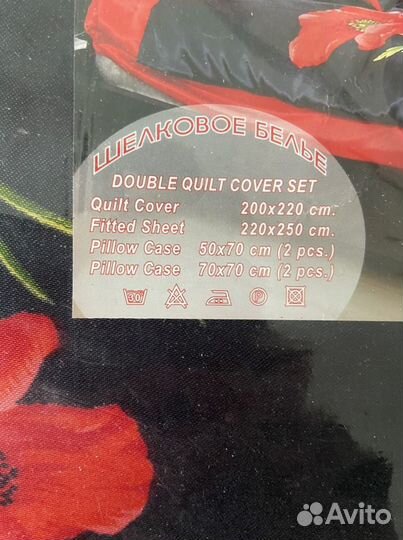 ШЕЛКОВОЕ БЕЛЬЕ
DOUBLE QUILT COVER SET
Quilt Cover 200x220 cm.
Fitted Sheet 220x250 cm.
Pillow Case 50x70 cm (2 pcs.)
Pillow Case 70x70 cm (2 pcs.)
30 P
Avito